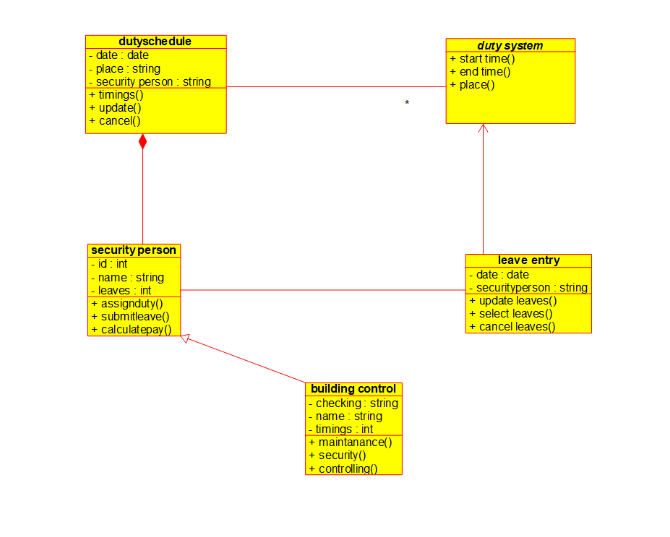 dutyschedule
- date : date
- place : string
- security person : string
+ timings()
+ update()
+ cancel()
duty system
+ start time()
+ end time()
+ place()
*
security person
- id : int
- name : string
- leaves : int
+ assignduty()
+ submitleave()
+ calculatepay()
leave entry
- date : date
- securityperson : string
+ update leaves()
+ select leaves()
+ cancel leaves()
building control
- checking : string
- name : string
- timings : int
+ maintanance()
+ security()
+ controlling()